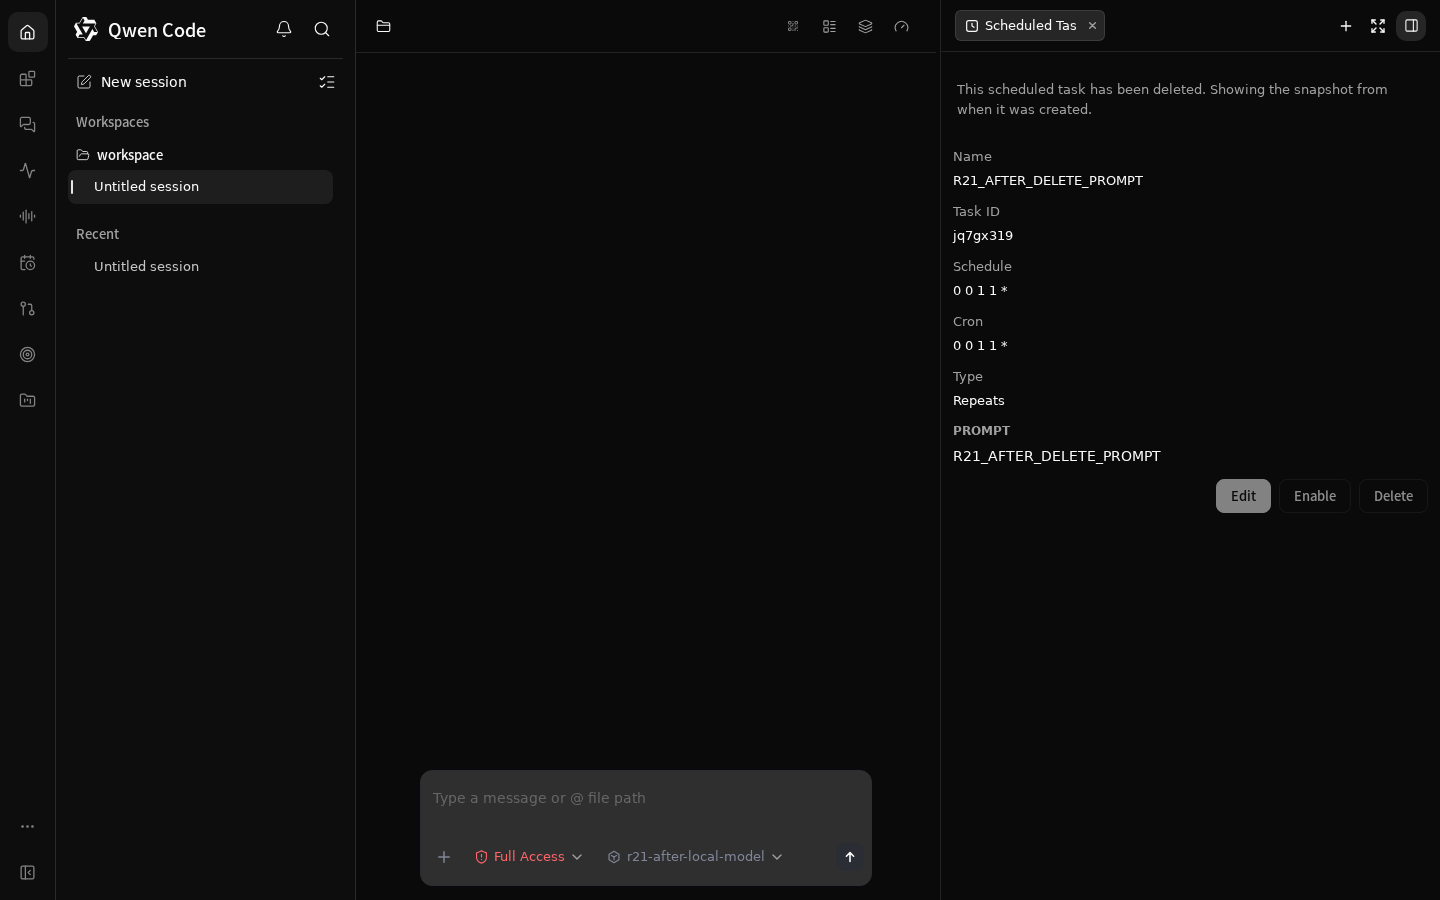 Qwen Code
New session
Workspaces
workspace
Untitled session
Recent
Untitled session
Type a message or @ file path
Full Access
r21-after-local-model
Scheduled Tas
This scheduled task has been deleted. Showing the snapshot from
when it was created.
Name
R21_AFTER_DELETE_PROMPT
Task ID
jq7gx319
Schedule
0 0 1 1 *
Cron
0 0 1 1 *
Type
Repeats
PROMPT
R21_AFTER_DELETE_PROMPT
Edit
Enable
Delete